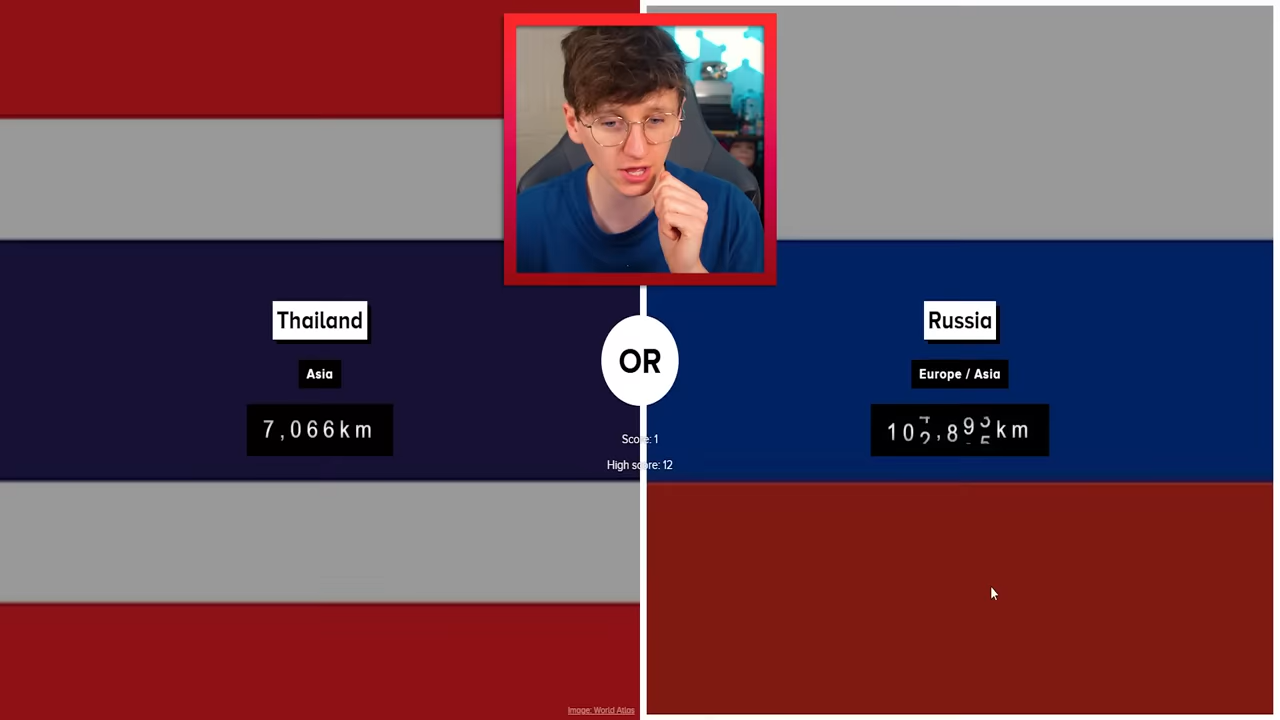 Thailand
Asia
7,066km
OR
Score: 1
High score: 12
Russia
Europe / Asia
Image: World Atlas